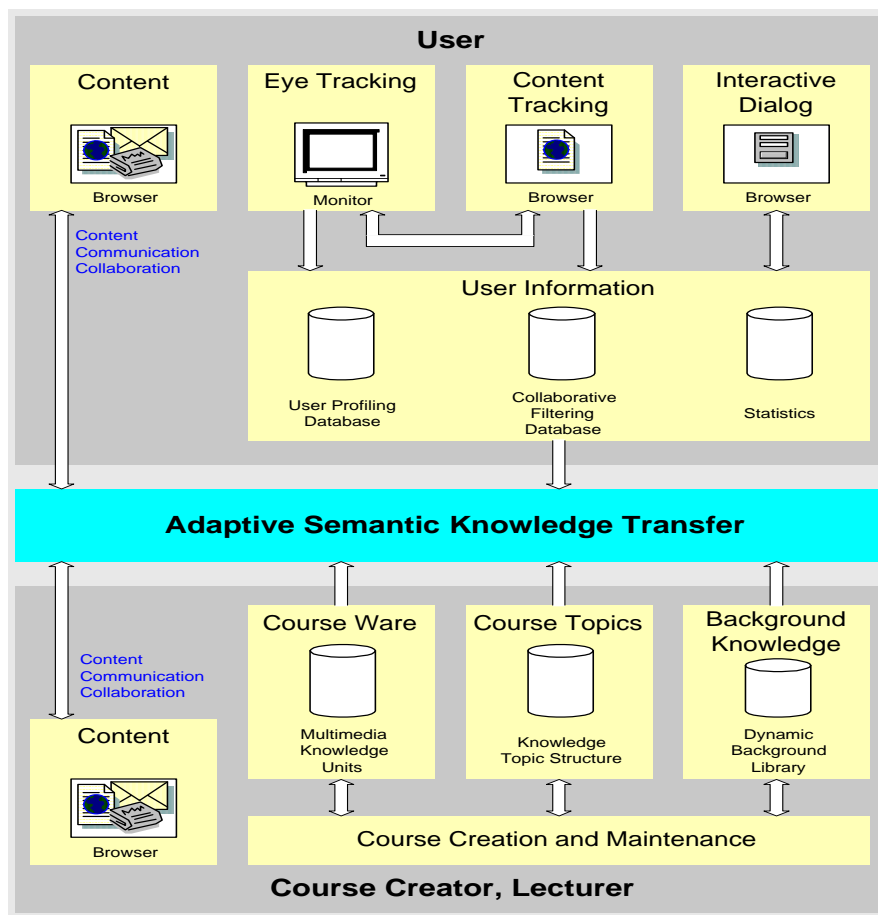 User
Content
Browser
Eye Tracking
Monitor
Content
Tracking
Browser
Interactive
Dialog
Browser
Content
Communication
Collaboration
User Information
User Profiling
Database
Collaborative
Filtering
Database
Statistics
Adaptive Semantic Knowledge Transfer
Content
Communication
Collaboration
Course Ware
Multimedia
Knowledge
Units
Course Topics
Knowledge
Topic Structure
Background
Knowledge
Dynamic
Background
Library
Content
Browser
Course Creation and Maintenance
Course Creator, Lecturer